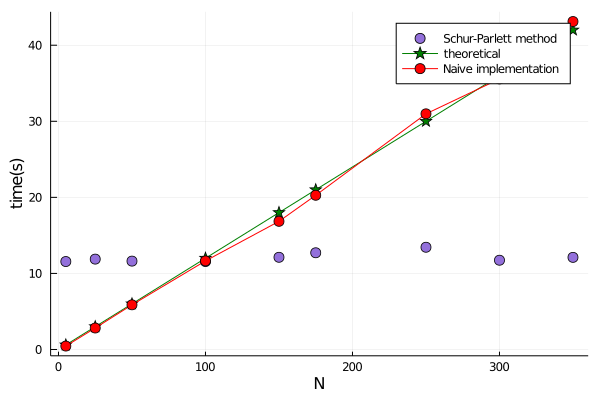 Schur-Parlett method
theoretical
Naive implementation
time(s)
40
30
20
10
0
0 100 200 300
N